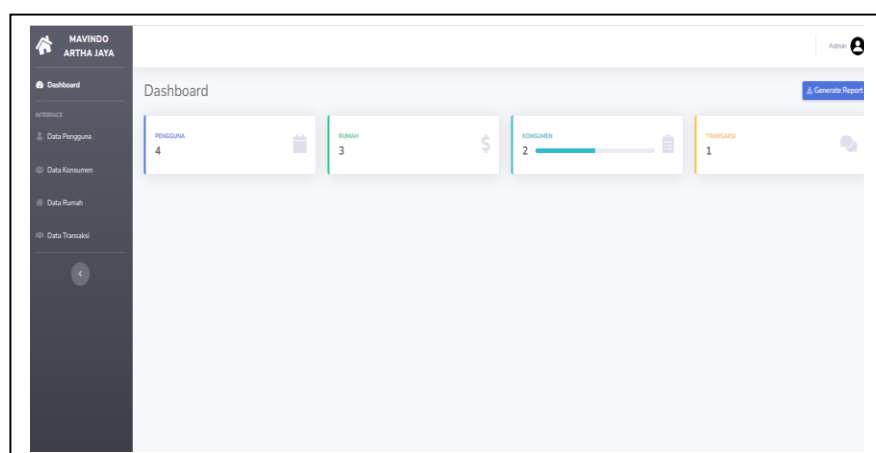 MAVINDO
ARTHA JAYA
Admin
Dashboard
Dashboard
Generate Report
INTERFACE
Data Pengguna
Data Konsumen
Data Rumah
Data Transaksi
PENGGUNA
4
RUMAH
3
KONSUMEN
2
TRANSAKSI
1